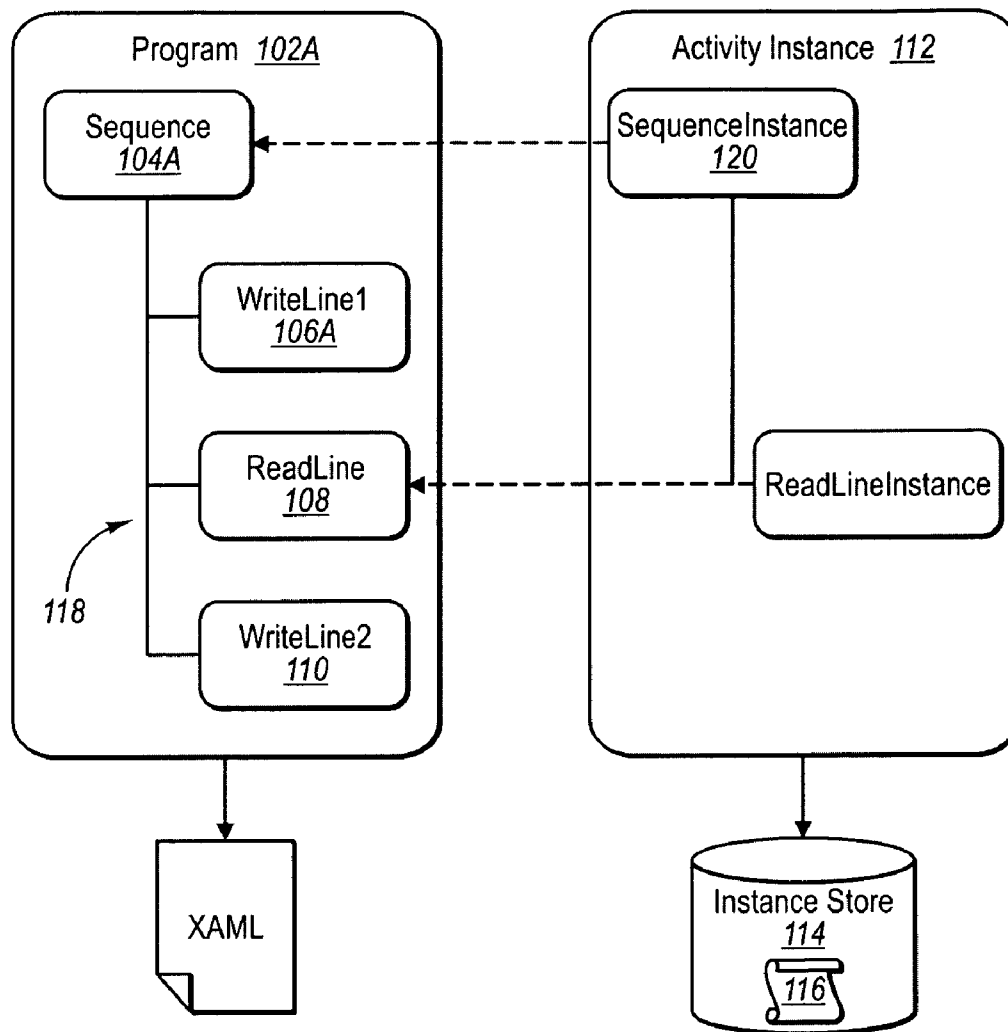 Program 102A
Sequence
104A
WriteLine1
106A
ReadLine
108
WriteLine2
110
118
XAML
Activity Instance 112
SequenceInstance
120
ReadLineInstance
Instance Store
114
116